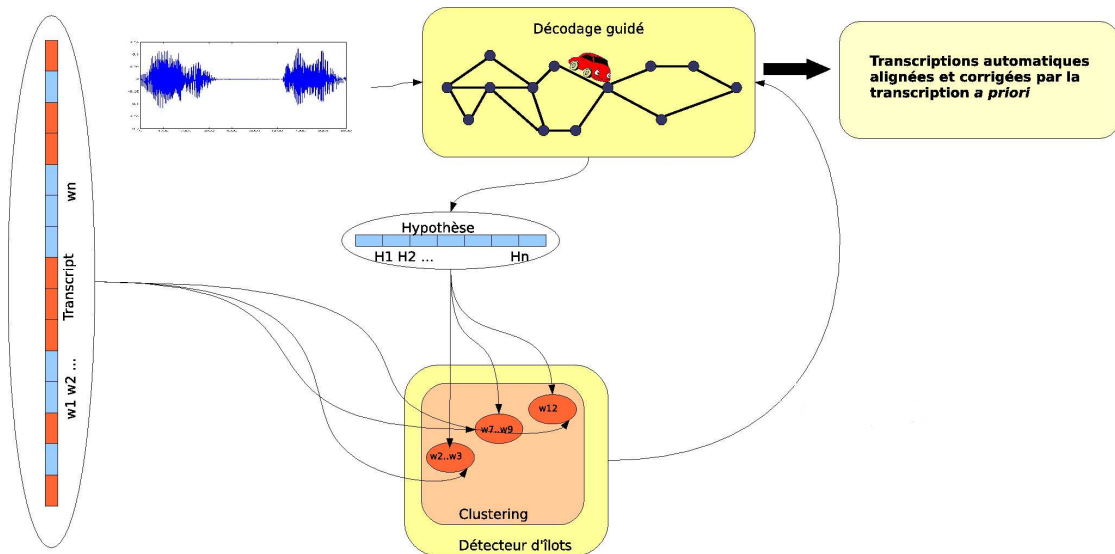 Décodage guidé
Transcriptions automatiques
alignées et corrigées par la
transcription a priori
w1 w2 ... Transcript wn
Hypothèse
H1 H2 ... Hn
w12
w7..w9
w2..w3
Clustering
Détecteur d'îlots